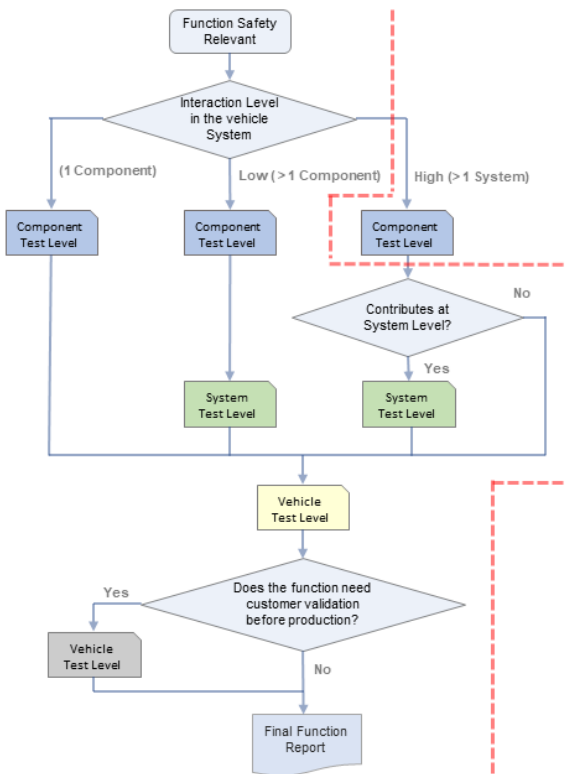 Function Safety
Relevant
Interaction Level
in the vehicle
System
(1 Component)
Low (>1 Component)
High (>1 System)
Component
Test Level
Component
Test Level
Component
Test Level
Contributes at
System Level?
No
Yes
System
Test Level
System
Test Level
Vehicle
Test Level
Does the function need
customer validation
before production?
Yes
Vehicle
Test Level
No
Final Function
Report